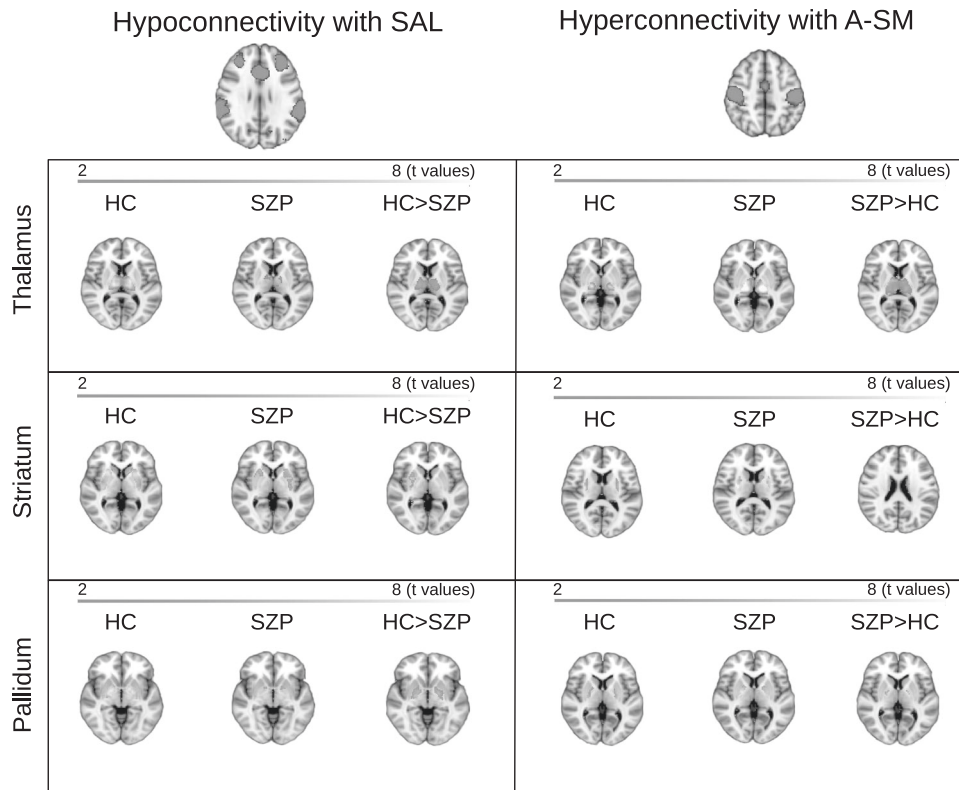 Hypoconnectivity with SAL
Hyperconnectivity with A-SM
Thalamus
2 8 (t values)
HC SZP HC>SZP
2 8 (t values)
HC SZP SZP>HC
Striatum
2 8 (t values)
HC SZP HC>SZP
2 8 (t values)
HC SZP SZP>HC
Pallidum
2 8 (t values)
HC SZP HC>SZP
2 8 (t values)
HC SZP SZP>HC